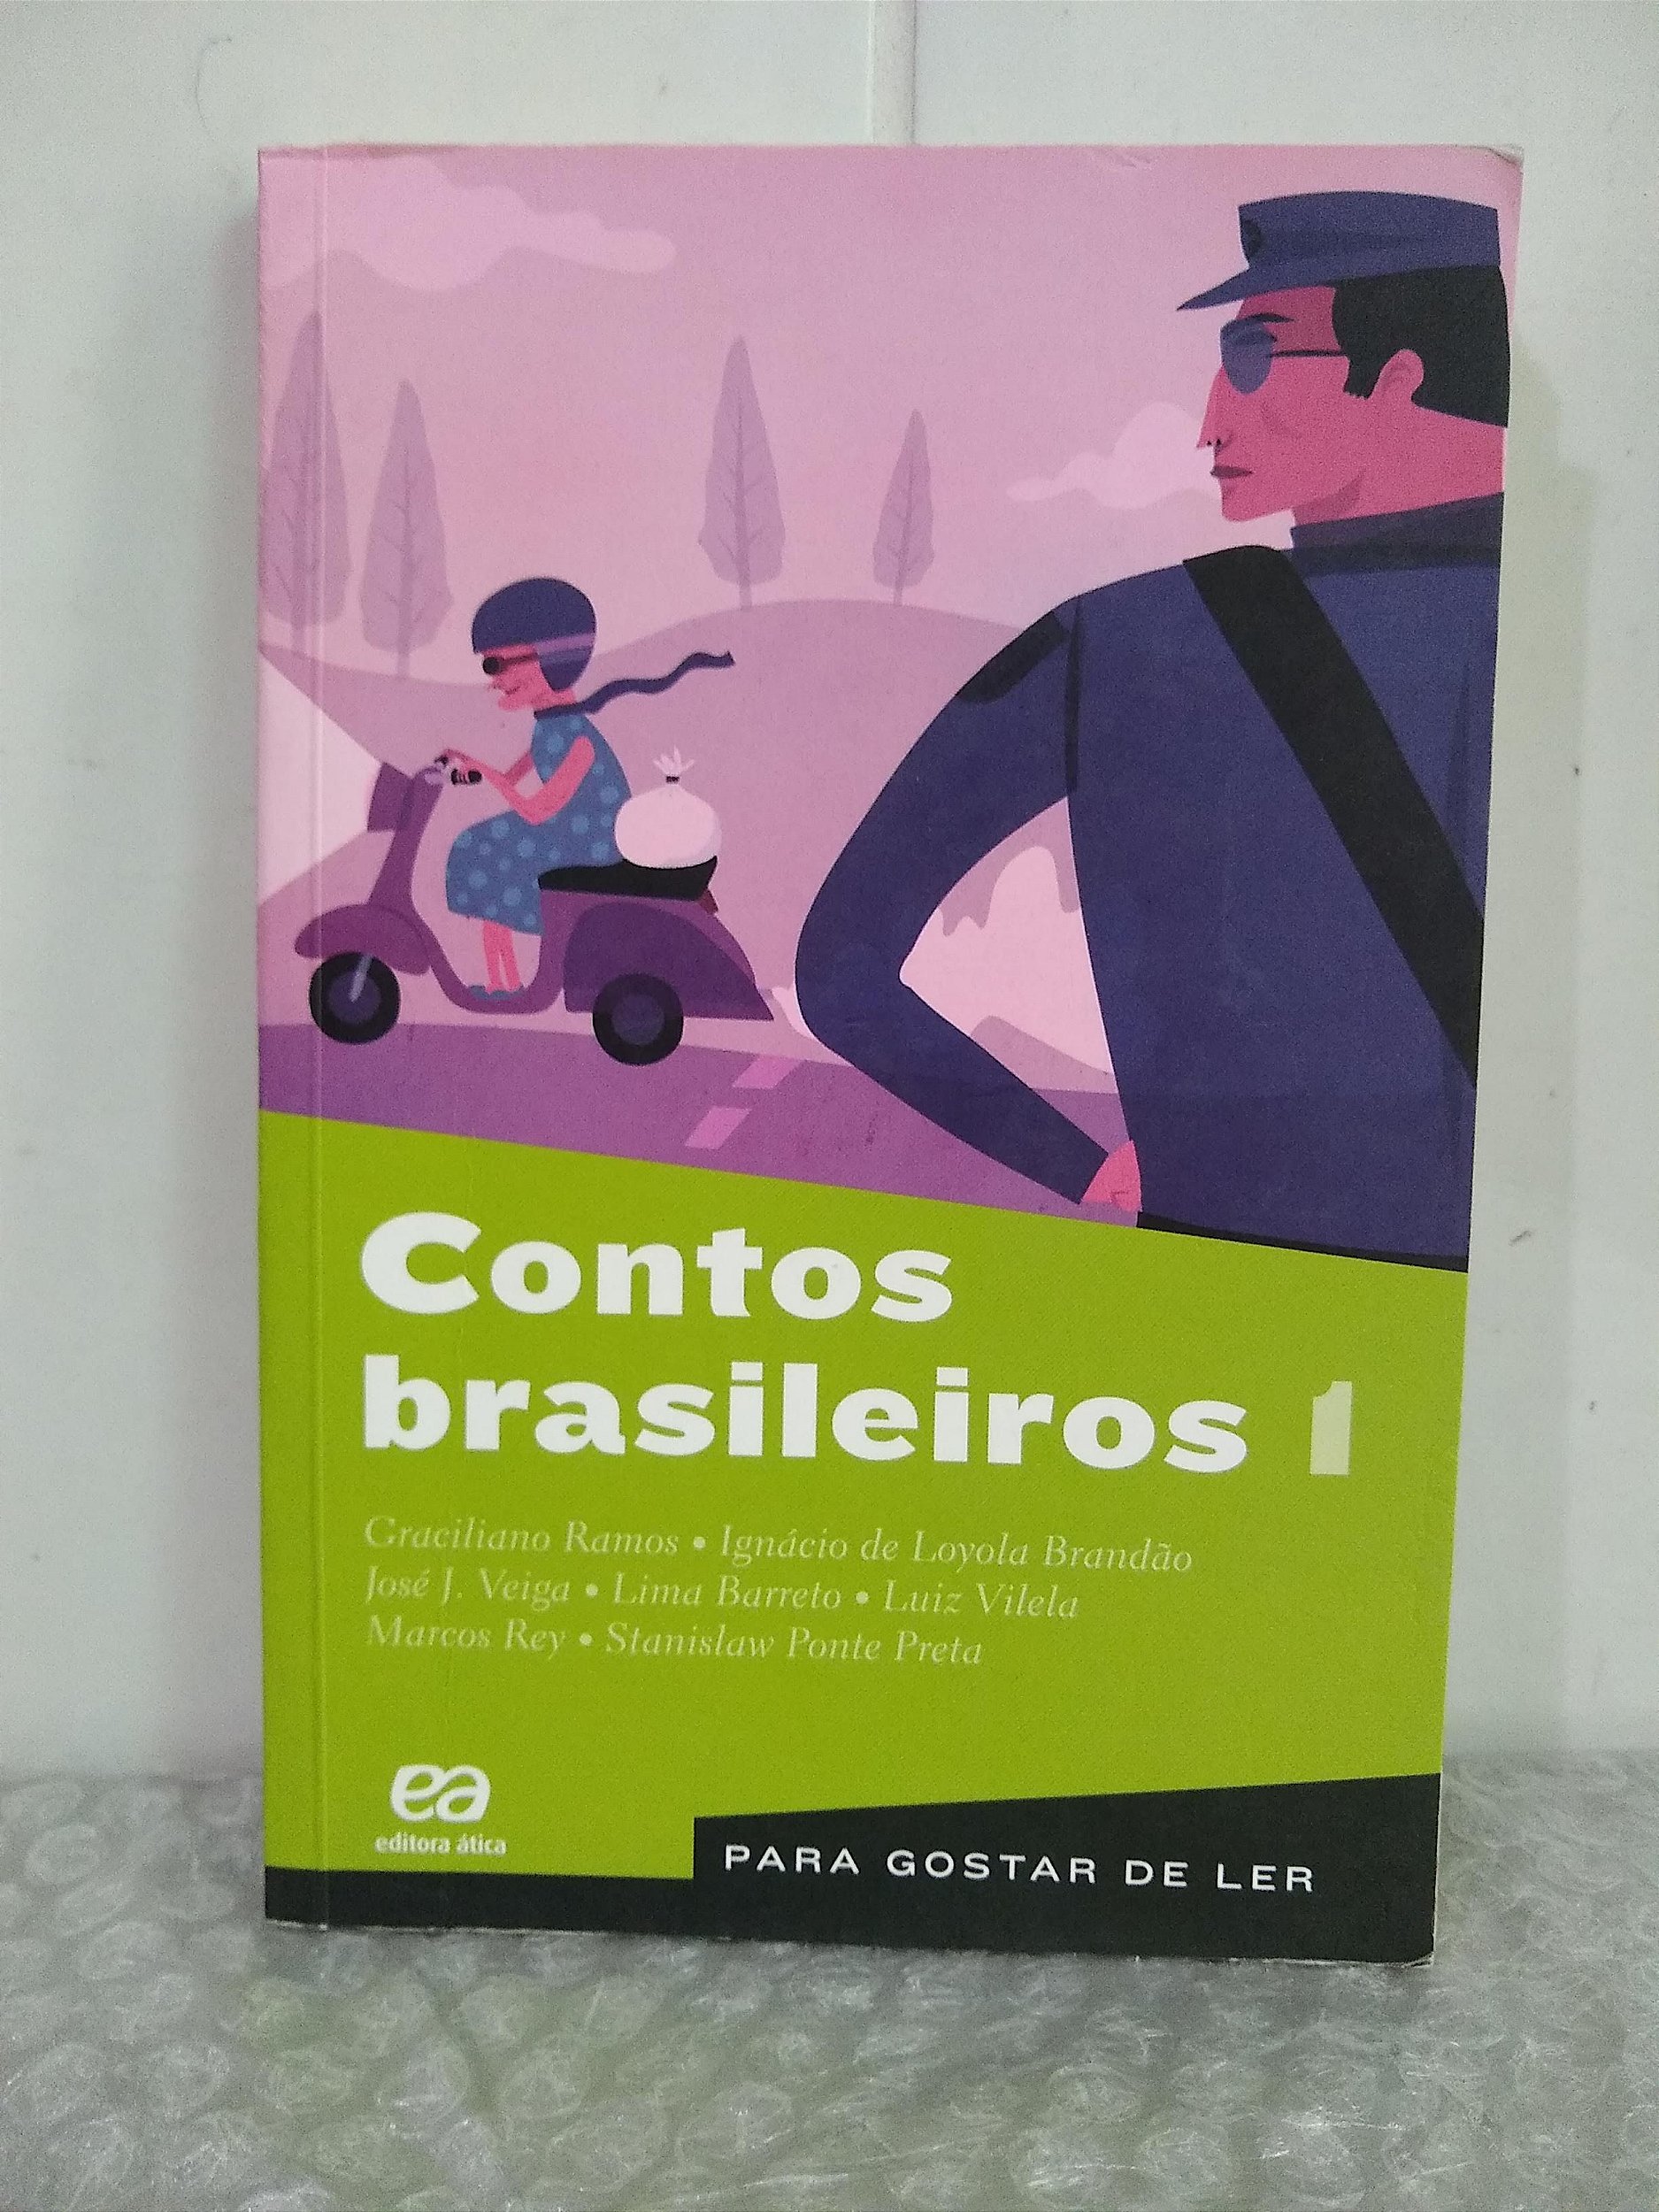 Contos
brasileiros 1
Graciliano Ramos • Ignácio de Loyola Brandão
José J. Veiga • Lima Barreto • Luiz Vilela
Marcos Rey • Stanislaw Ponte Preta
ea
editora ática
PARA GOSTAR DE LER